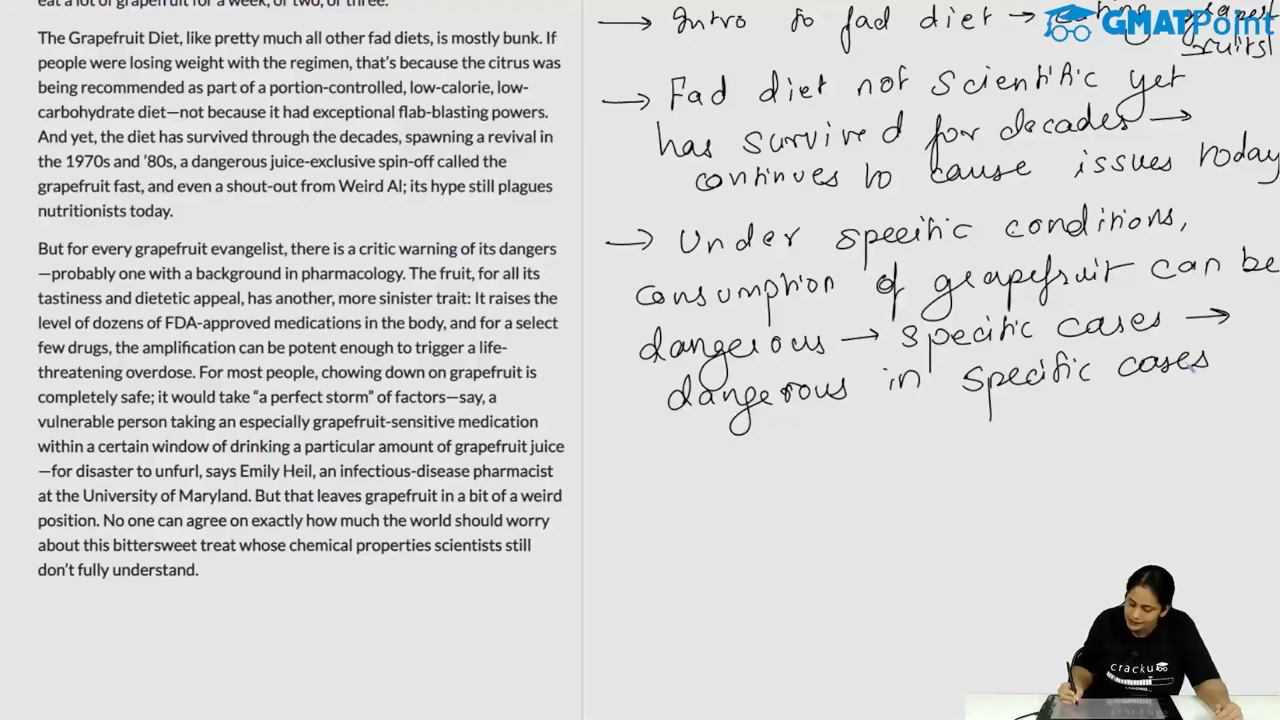 eat a lot of grapefruit for a week, or two, or three.
The Grapefruit Diet, like pretty much all other fad diets, is mostly bunk. If
people were losing weight with the regimen, that's because the citrus was
being recommended as part of a portion-controlled, low-calorie, low-
carbohydrate diet—not because it had exceptional flab-blasting powers.
And yet, the diet has survived through the decades, spawning a revival in
the 1970s and '80s, a dangerous juice-exclusive spin-off called the
grapefruit fast, and even a shout-out from Weird Al; its hype still plagues
nutritionists today.
But for every grapefruit evangelist, there is a critic warning of its dangers
—probably one with a background in pharmacology. The fruit, for all its
tastiness and dietetic appeal, has another, more sinister trait: It raises the
level of dozens of FDA-approved medications in the body, and for a select
few drugs, the amplification can be potent enough to trigger a life-
threatening overdose. For most people, chowing down on grapefruit is
completely safe; it would take “a perfect storm” of factors—say, a
vulnerable person taking an especially grapefruit-sensitive medication
within a certain window of drinking a particular amount of grapefruit juice
—for disaster to unfurl, says Emily Heil, an infectious-disease pharmacist
at the University of Maryland. But that leaves grapefruit in a bit of a weird
position. No one can agree on exactly how much the world should worry
about this bittersweet treat whose chemical properties scientists still
don't fully understand.
→ Intro to fad diet → eating
GMATPoint
→ Fad diet not scientific yet
has survived for decades →
continues to cause issues today
→ Under specific conditions,
consumption of grapefruit can be
dangerous → specific cases →
dangerous in specific cases
cracku
LOADING...